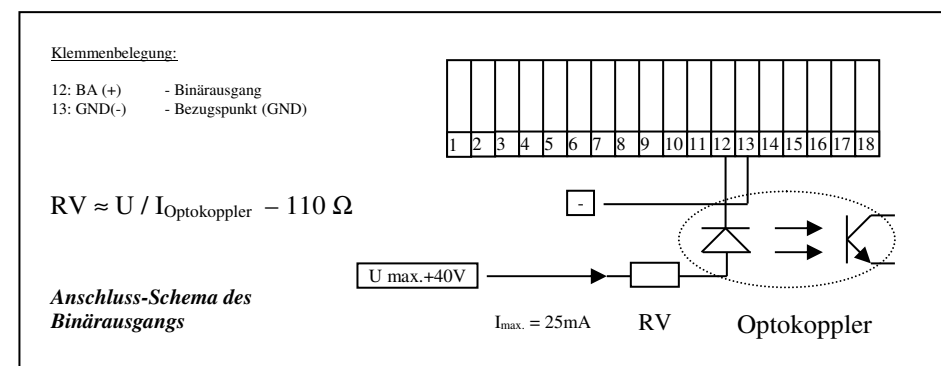 Klemmenbelegung:
12: BA (+) - Binärausgang
13: GND(-) - Bezugspunkt (GND)
1 2 3 4 5 6 7 8 9 10 11 12 13 14 15 16 17 18
RV ≈ U / I Optokoppler – 110 Ω
-
U max.+40V
Anschluss-Schema des
Binärausgangs
Imax. = 25mA RV Optokoppler